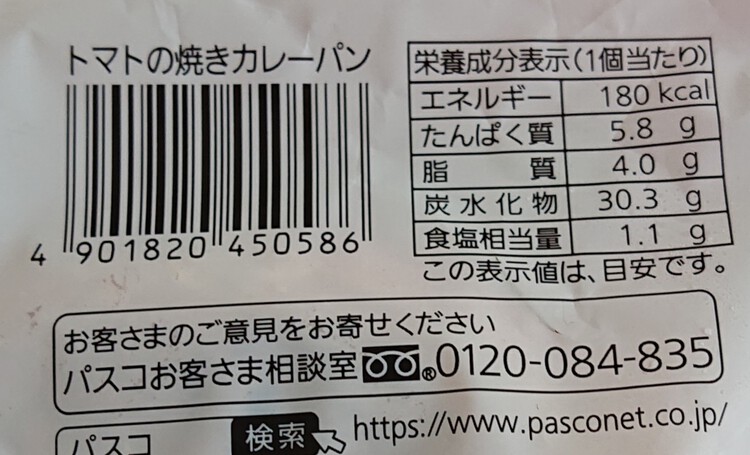 トマトの焼きカレーパン
4 901820 450586
栄養成分表示(1個当たり)
エネルギー 180 kcal
たんぱく質 5.8 g
脂質 4.0 g
炭水化物 30.3 g
食塩相当量 1.1 g
この表示値は、目安です。
お客さまのご意見をお寄せください
パスコお客さま相談室 ® 0120-084-835
パスコ 検索 https://www.pasconet.co.jp/